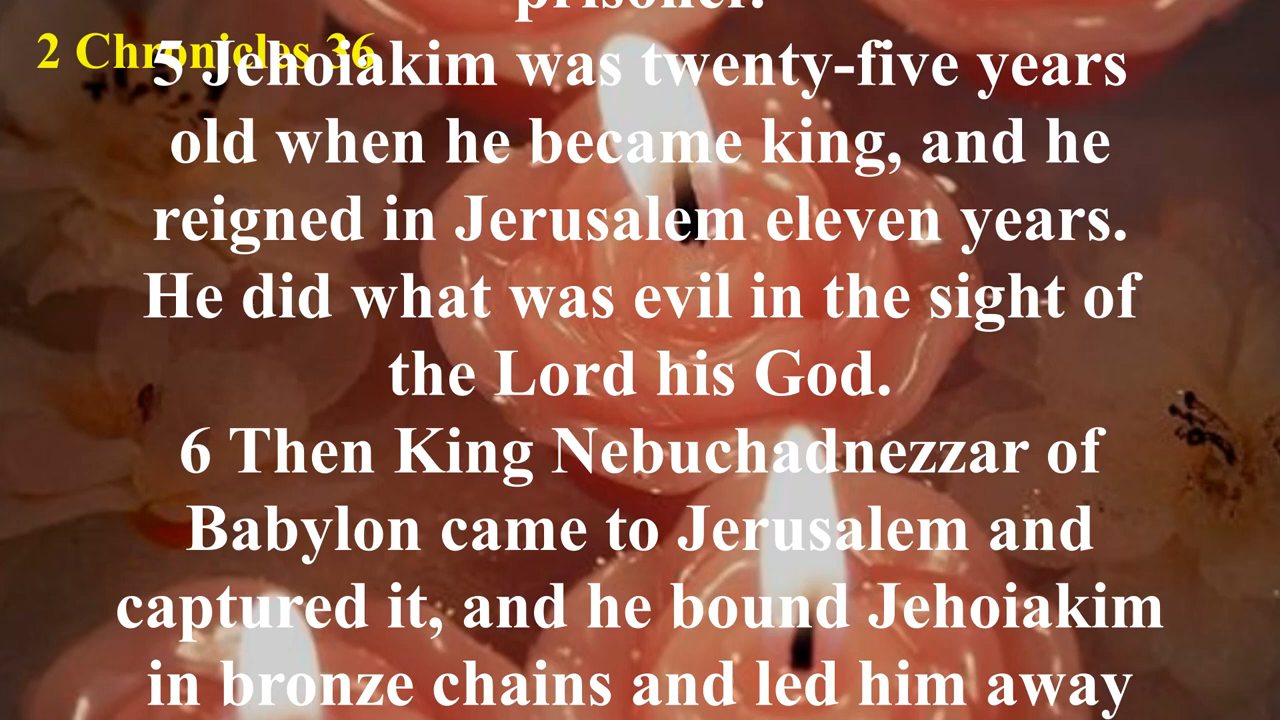 prisoner.
2 Chronicles 36
5 Jehoiakim was twenty-five years
old when he became king, and he
reigned in Jerusalem eleven years.
He did what was evil in the sight of
the Lord his God.
6 Then King Nebuchadnezzar of
Babylon came to Jerusalem and
captured it, and he bound Jehoiakim
in bronze chains and led him away